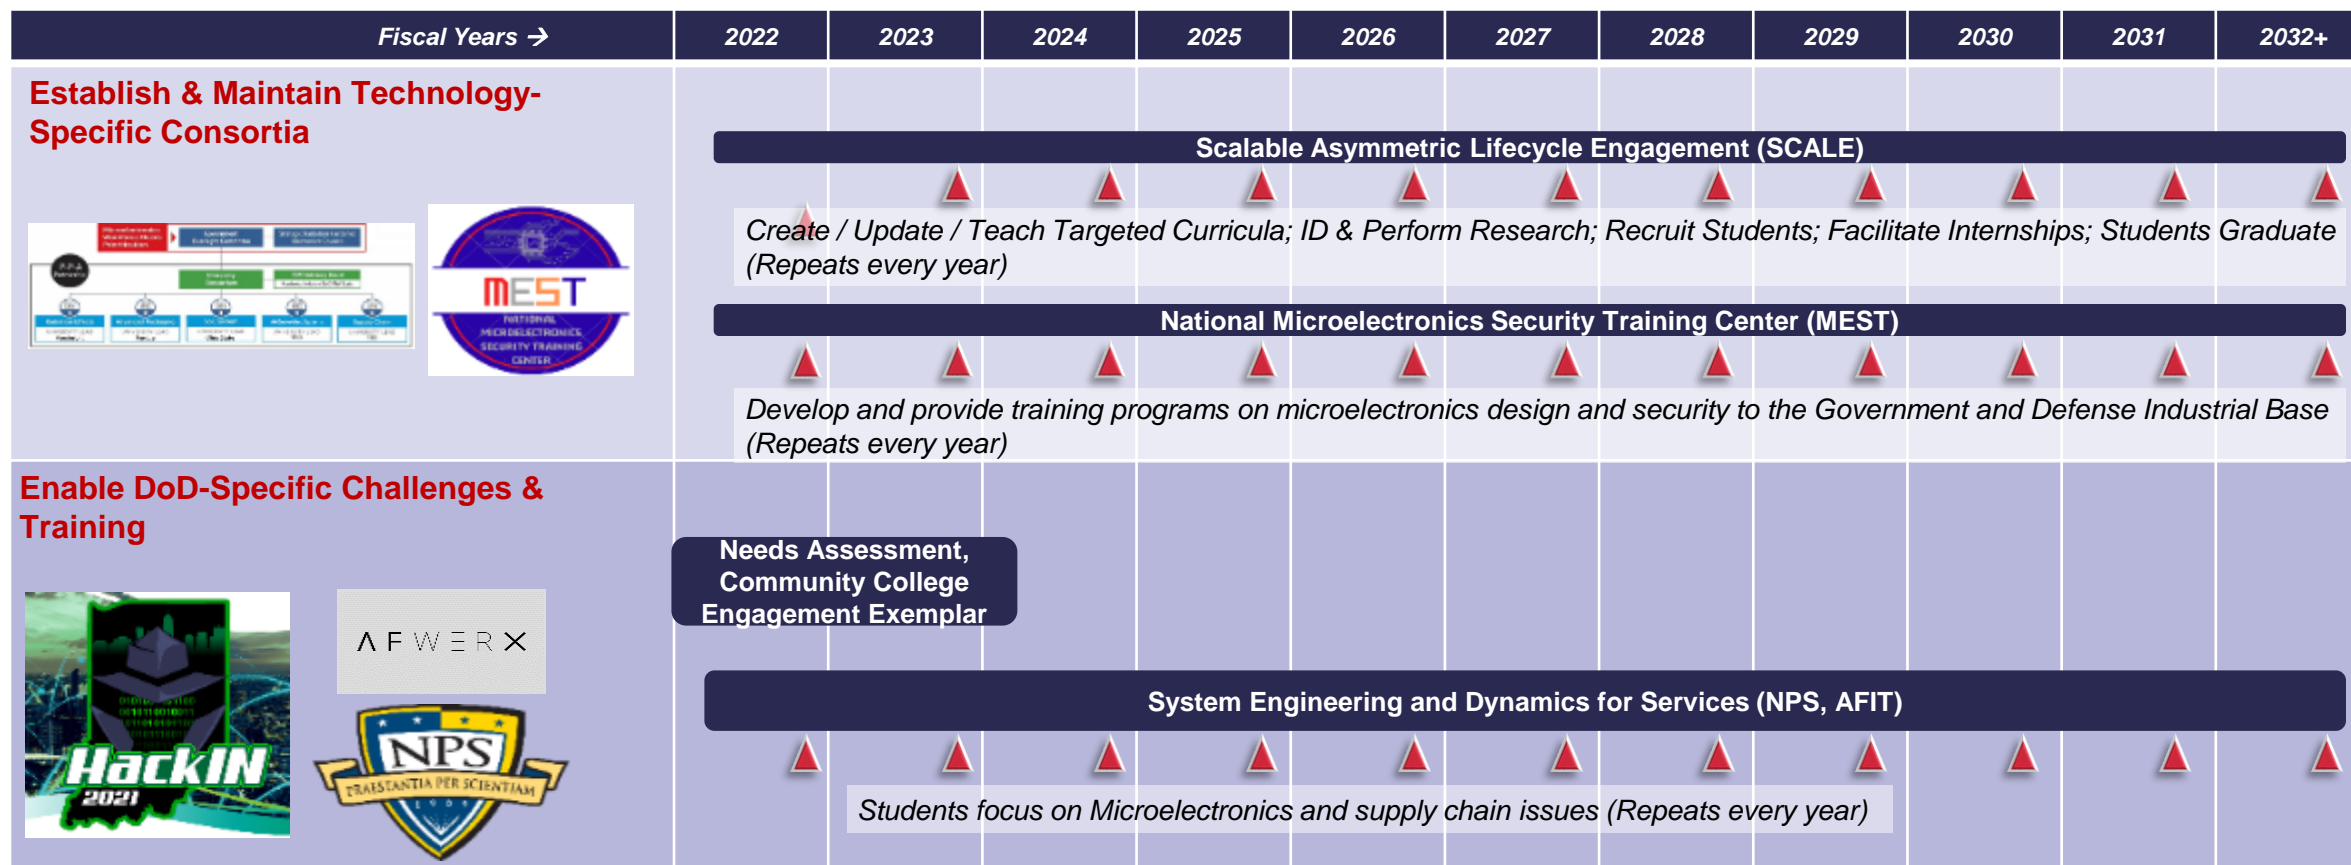 Fiscal Years → 2022 2023 2024 2025 2026 2027 2028 2029 2030 2031 2032+
Establish & Maintain Technology-
Specific Consortia
Scalable Asymmetric Lifecycle Engagement (SCALE)
Create / Update / Teach Targeted Curricula; ID & Perform Research; Recruit Students; Facilitate Internships; Students Graduate
(Repeats every year)
MEST
NATIONAL
MICROELECTRONICS
SECURITY TRAINING
CENTER
National Microelectronics Security Training Center (MEST)
Develop and provide training programs on microelectronics design and security to the Government and Defense Industrial Base
(Repeats every year)
Enable DoD-Specific Challenges &
Training
Needs Assessment,
Community College
Engagement Exemplar
HackIN
2021
AFWERX
NPS
PRAESTANTIA PER SCIENTIAM
1909
System Engineering and Dynamics for Services (NPS, AFIT)
Students focus on Microelectronics and supply chain issues (Repeats every year)